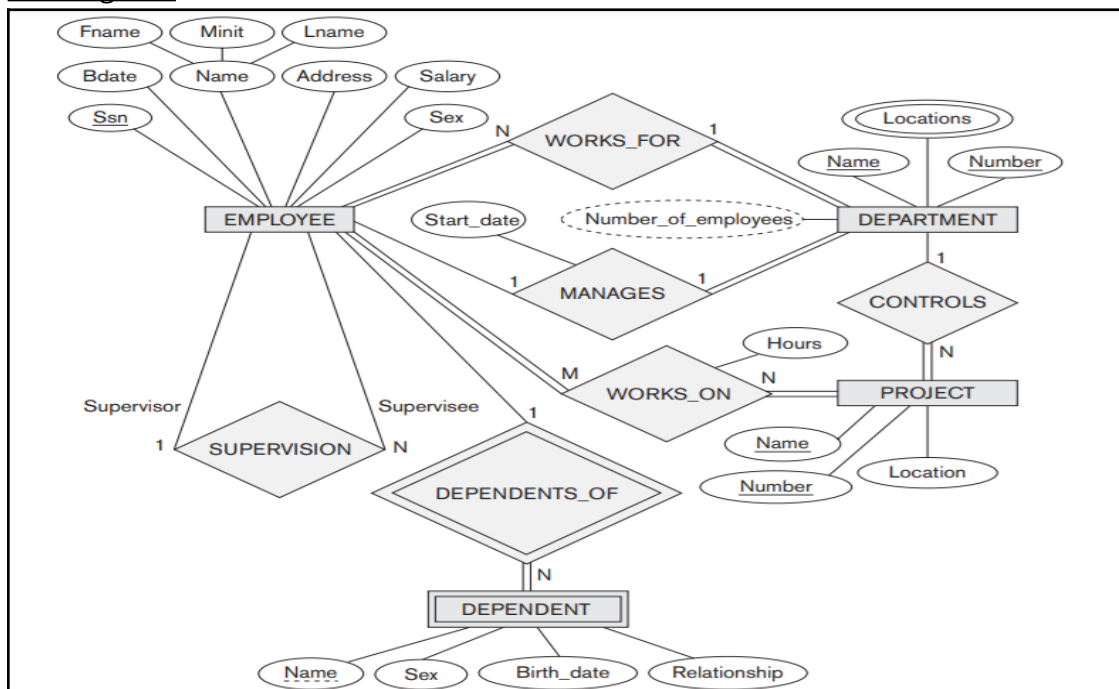 Fname Minit Lname
Bdate Name Address Salary
Ssn Sex
N WORKS_FOR 1
Locations
Name Number
EMPLOYEE Start_date Number_of_employees DEPARTMENT
1 MANAGES 1
1
CONTROLS
N
Hours
M WORKS_ON N PROJECT
Supervisor Supervisee 1
1 SUPERVISION N
Name
Number Location
DEPENDENTS_OF
N
DEPENDENT
Name Sex Birth_date Relationship